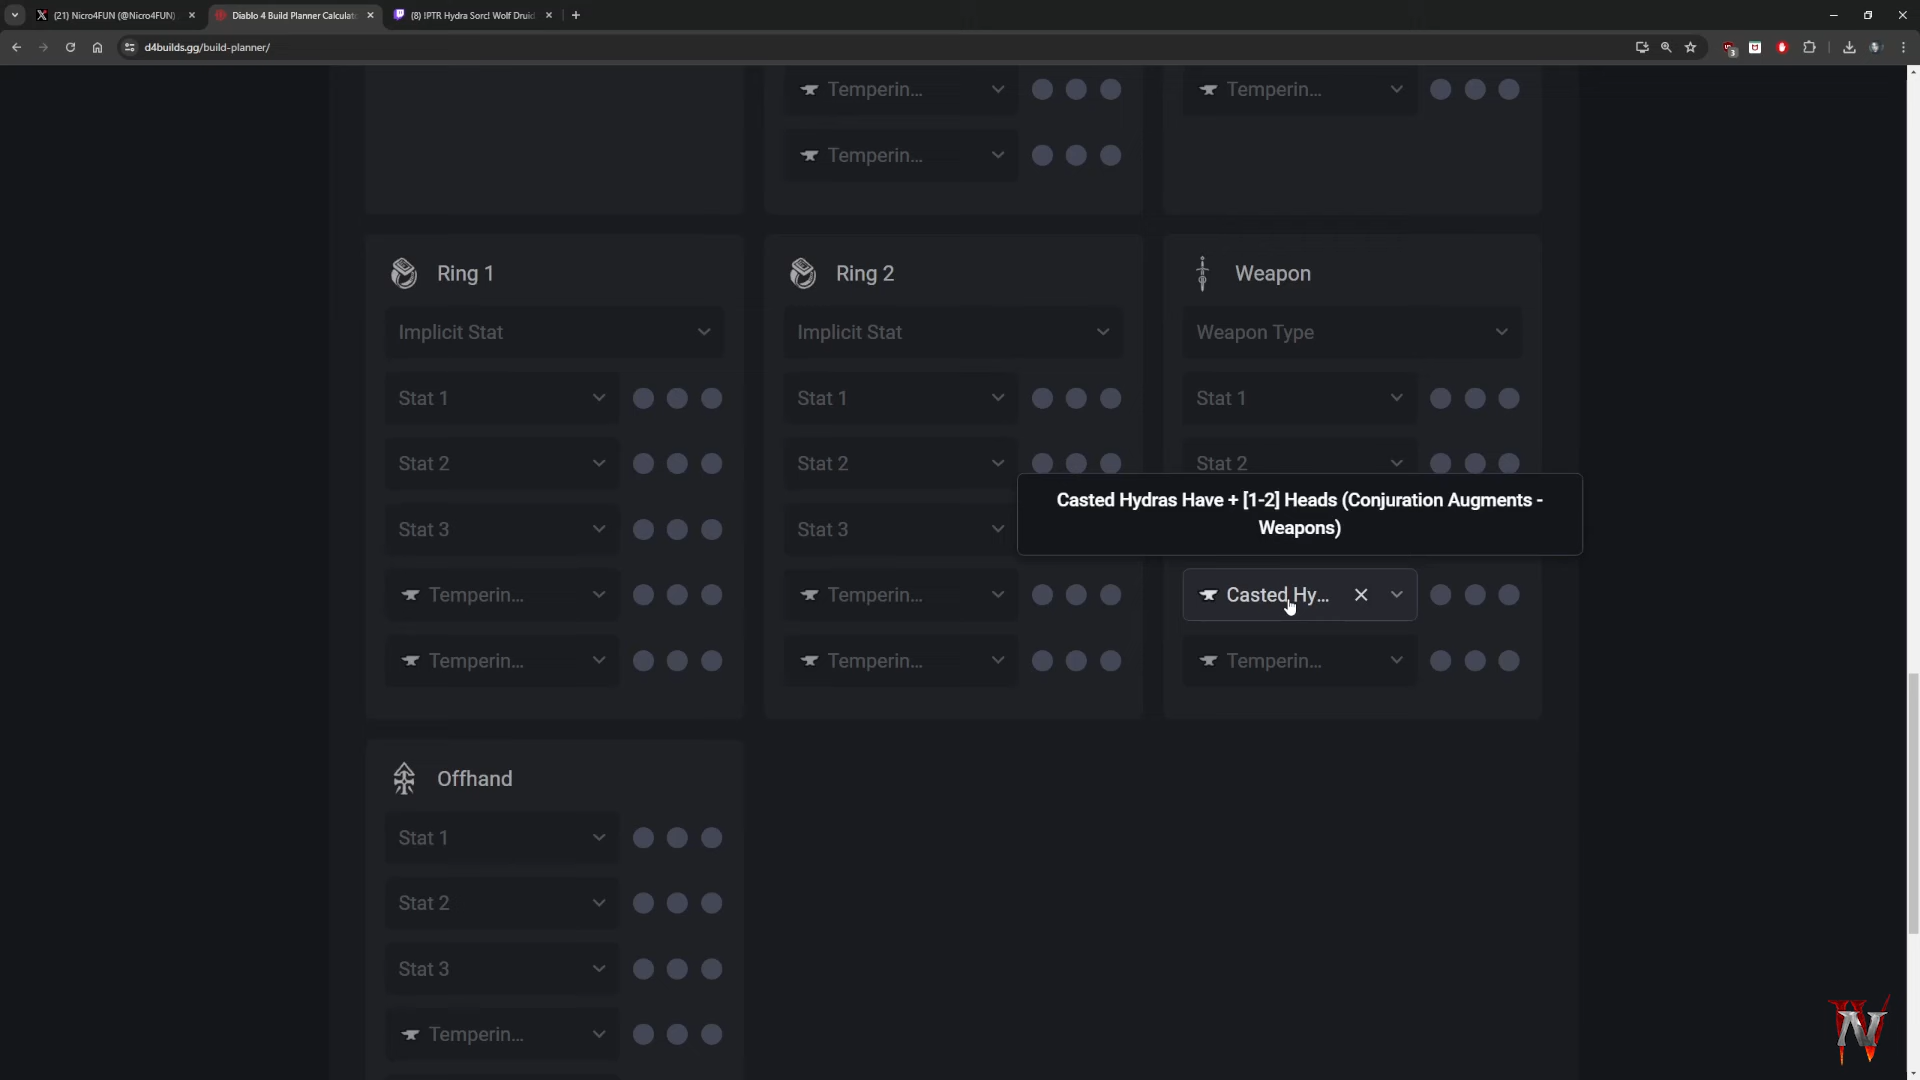 (21) Nicro4FUN (@Nicro4FUN)
Diablo 4 Build Planner Calculat
(8) !PTR Hydra Sorc! Wolf Druid
d4builds.gg/build-planner/
Temperin...
Temperin...
Temperin...
Ring 1
Implicit Stat
Stat 1
Stat 2
Stat 3
Temperin...
Temperin...
Ring 2
Implicit Stat
Stat 1
Stat 2
Stat 3
Temperin...
Temperin...
Weapon
Weapon Type
Stat 1
Stat 2
Casted Hydras Have + [1-2] Heads (Conjuration Augments -
Weapons)
Casted Hy...
Temperin...
Offhand
Stat 1
Stat 2
Stat 3
Temperin...